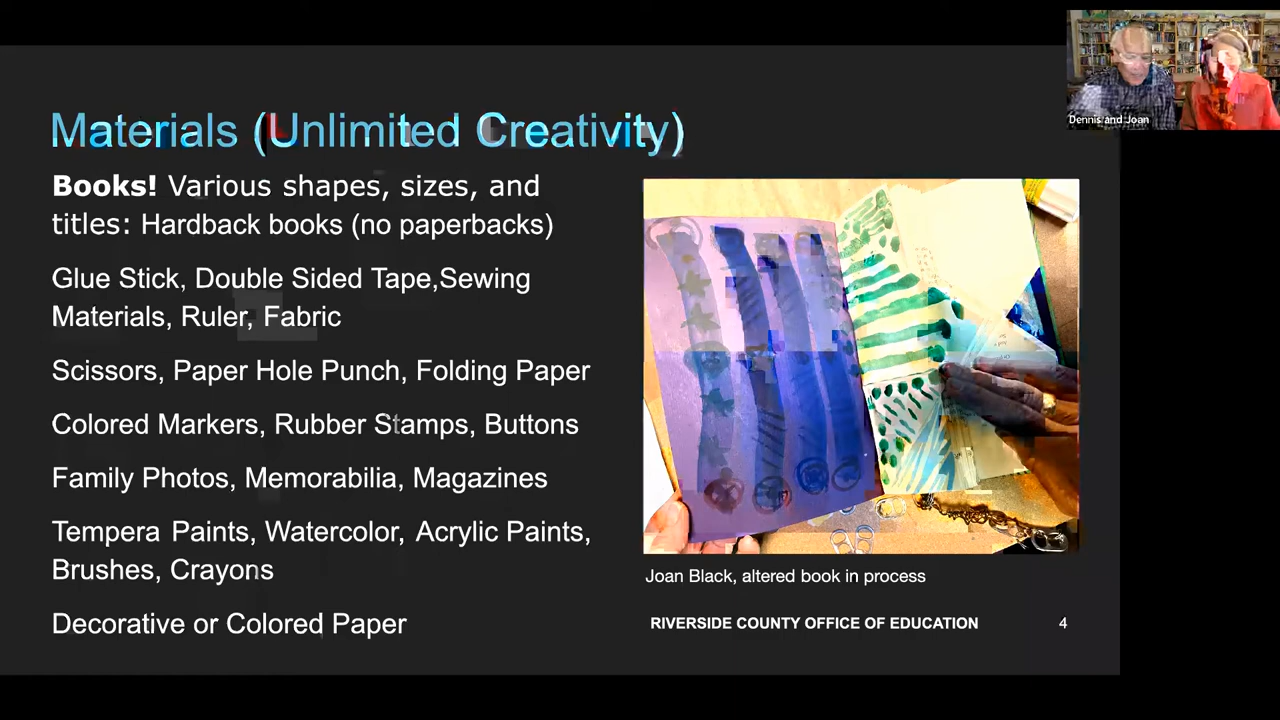 Dennis and Joan
Materials (Unlimited Creativity)
Books! Various shapes, sizes, and
titles: Hardback books (no paperbacks)
Glue Stick, Double Sided Tape,Sewing
Materials, Ruler, Fabric
Scissors, Paper Hole Punch, Folding Paper
Colored Markers, Rubber Stamps, Buttons
Family Photos, Memorabilia, Magazines
Tempera Paints, Watercolor, Acrylic Paints,
Brushes, Crayons
Decorative or Colored Paper
Joan Black, altered book in process
RIVERSIDE COUNTY OFFICE OF EDUCATION
4